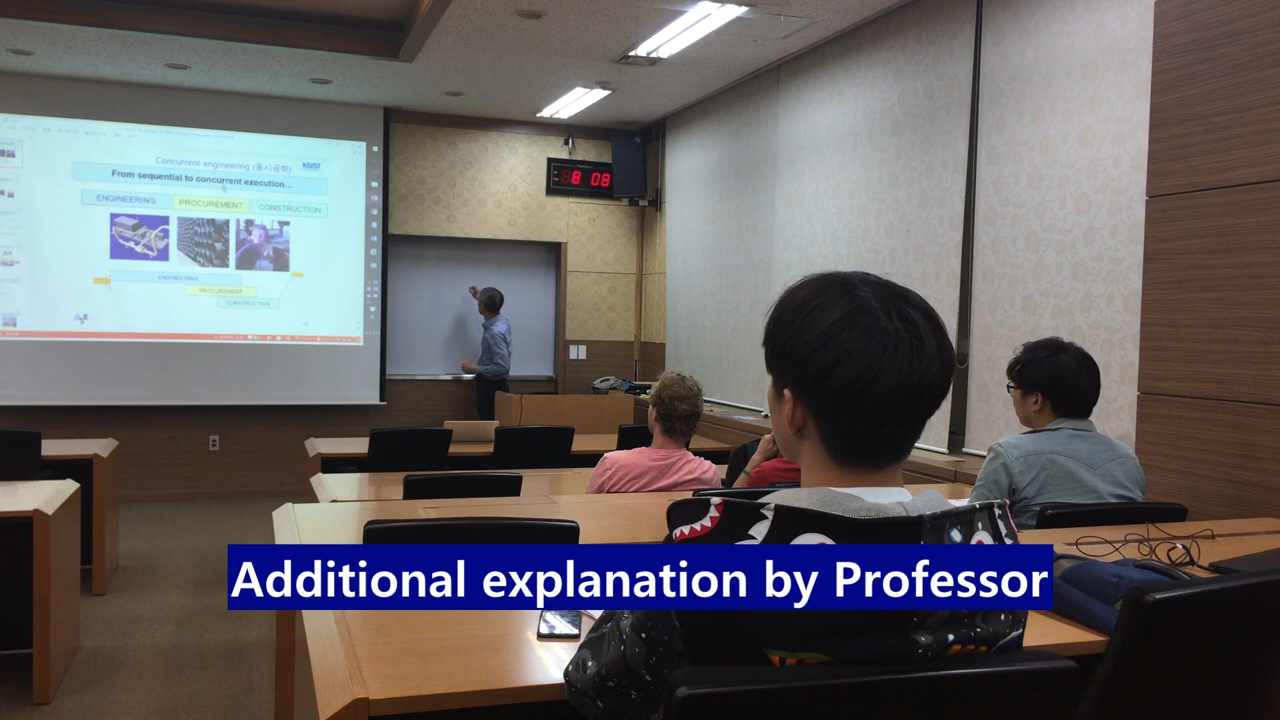 Concurrent engineering (동시공학)
KAIST
From sequential to concurrent execution...
ENGINEERING
PROCUREMENT
CONSTRUCTION
ENGINEERING
PROCUREMENT
CONSTRUCTION
8 08
Additional explanation by Professor